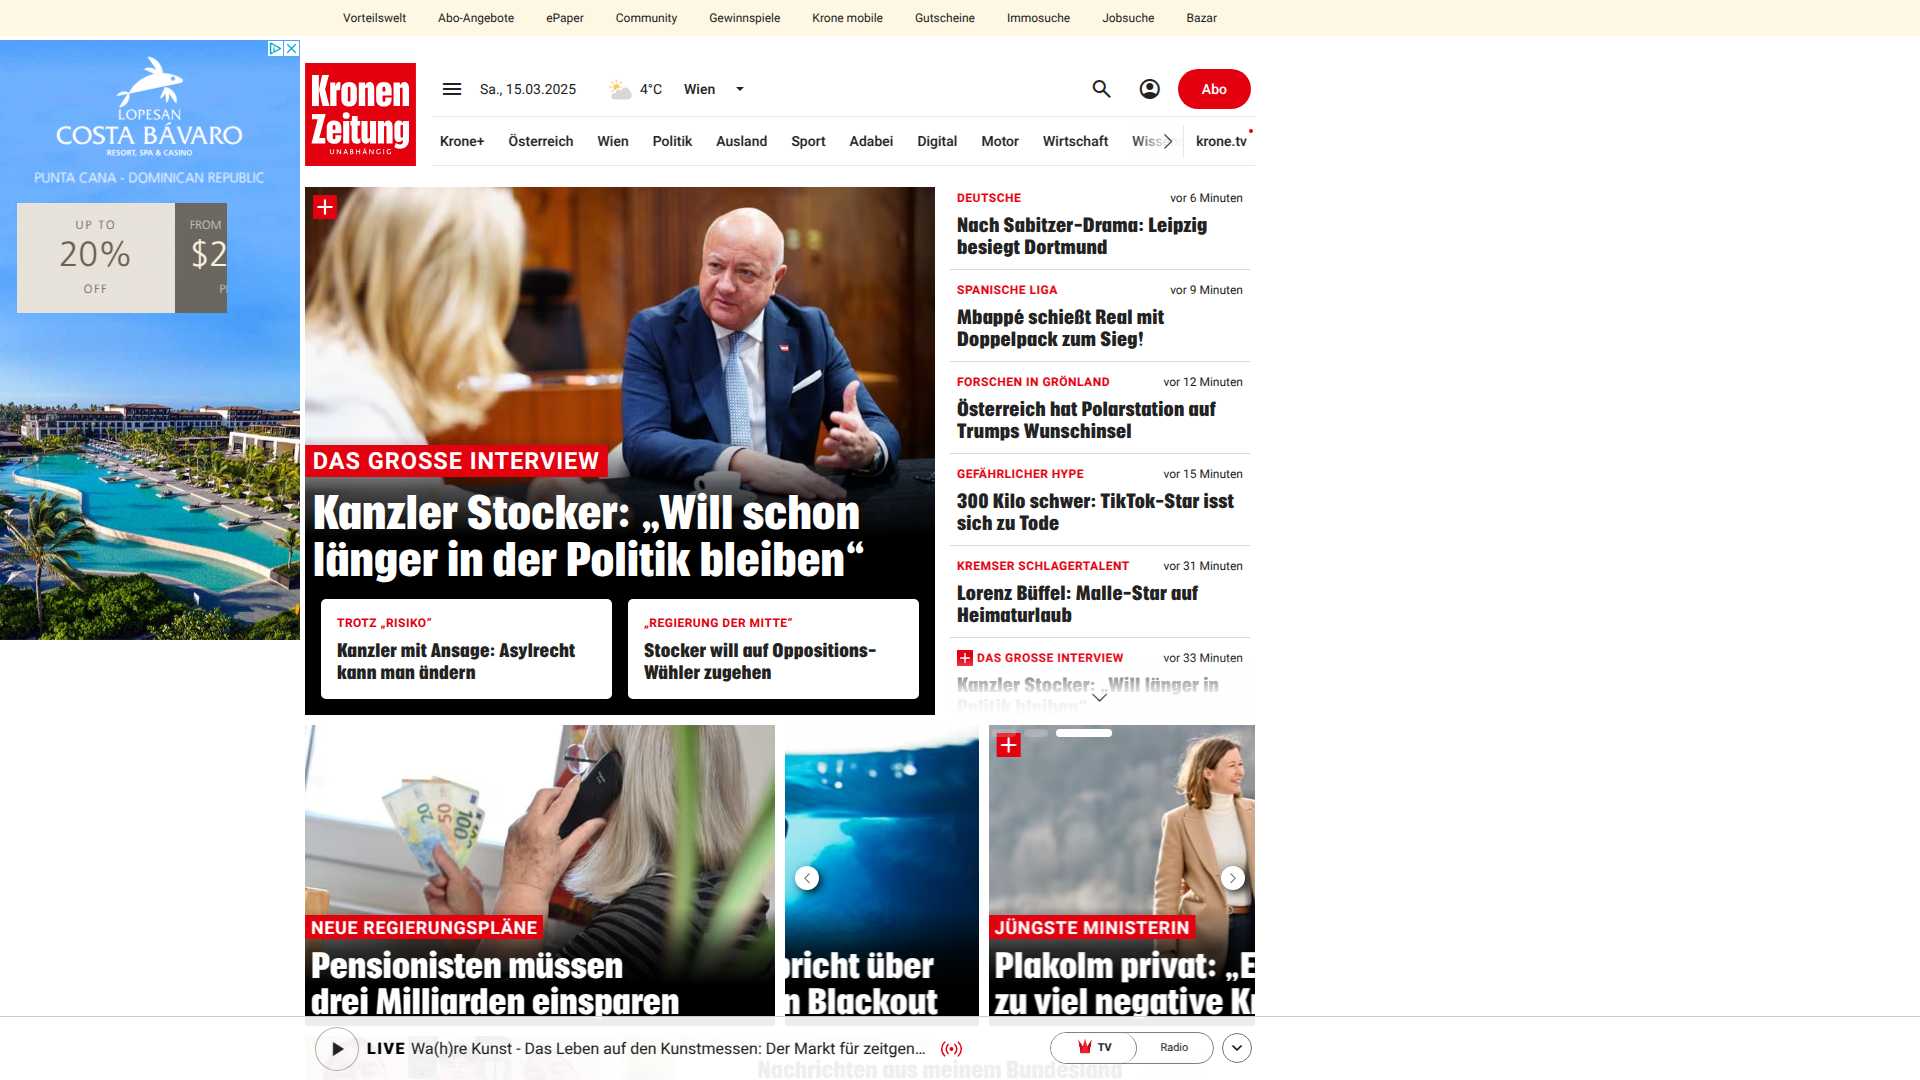 Vorteilswelt Abo-Angebote ePaper Community Gewinnspiele Krone mobile Gutscheine Immosuche Jobsuche Bazar
LOPESAN
COSTA BÁVARO
RESORT, SPA & CASINO
PUNTA CANA - DOMINICAN REPUBLIC
UP TO
20%
OFF
FROM
$2
Kronen
Zeitung
UNABHÄNGIG
Sa., 15.03.2025 4°C Wien
Abo
Krone+ Österreich Wien Politik Ausland Sport Adabei Digital Motor Wirtschaft krone.tv
DAS GROSSE INTERVIEW
Kanzler Stocker: „Will schon
länger in der Politik bleiben“
TROTZ „RISIKO“
Kanzler mit Ansage: Asylrecht
kann man ändern
„REGIERUNG DER MITTE“
Stocker will auf Oppositions-
Wähler zugehen
DEUTSCHE vor 6 Minuten
Nach Sabitzer-Drama: Leipzig
besiegt Dortmund
SPANISCHE LIGA vor 9 Minuten
Mbappé schießt Real mit
Doppelpack zum Sieg!
FORSCHEN IN GRÖNLAND vor 12 Minuten
Österreich hat Polarstation auf
Trumps Wunschinsel
GEFÄHRLICHER HYPE vor 15 Minuten
300 Kilo schwer: TikTok-Star isst
sich zu Tode
KREMSER SCHLAGERTALENT vor 31 Minuten
Lorenz Büffel: Malle-Star auf
Heimaturlaub
DAS GROSSE INTERVIEW vor 33 Minuten
Kanzler Stocker: „Will länger in
Politik bleiben“
NEUE REGIERUNGSPLÄNE
Pensionisten müssen
drei Milliarden einsparen
pricht über
n Blackout
JÜNGSTE MINISTERIN
Plakolm privat: „E
zu viel negative K
LIVE Wa(h)re Kunst - Das Leben auf den Kunstmessen: Der Markt für zeitgen...
TV Radio
Nachrichten aus meinem Bundesland